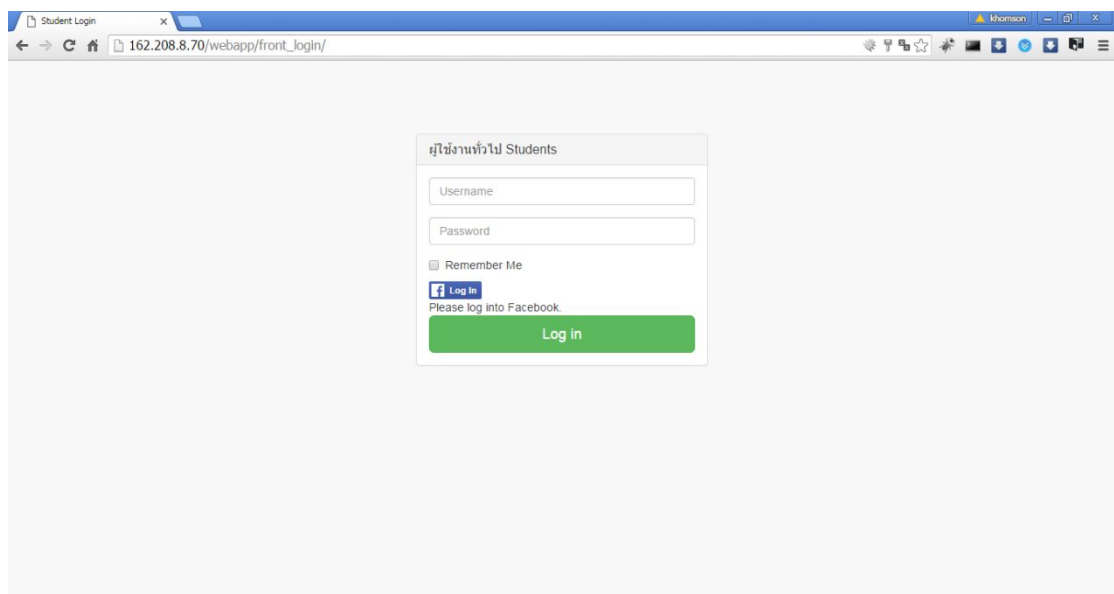 Student Login
khomson
162.208.8.70/webapp/front_login/
ผู้ใช้งานทั่วไป Students
Username
Password
Remember Me
f Log In
Please log into Facebook.
Log in